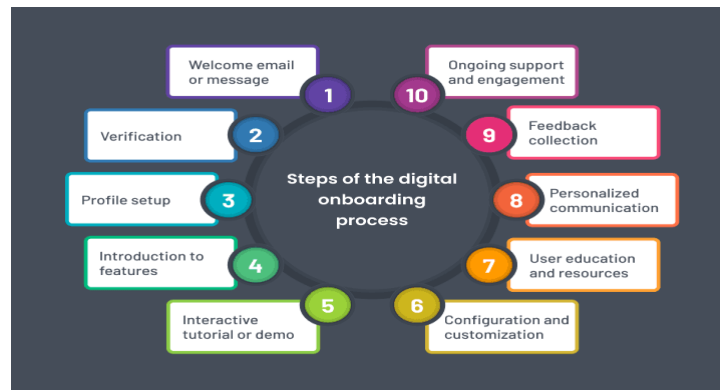 Steps of the digital
onboarding
process
1
Welcome email
or message
2
Verification
3
Profile setup
4
Introduction to
features
5
Interactive
tutorial or demo
6
Configuration and
customization
7
User education
and resources
8
Personalized
communication
9
Feedback
collection
10
Ongoing support
and engagement